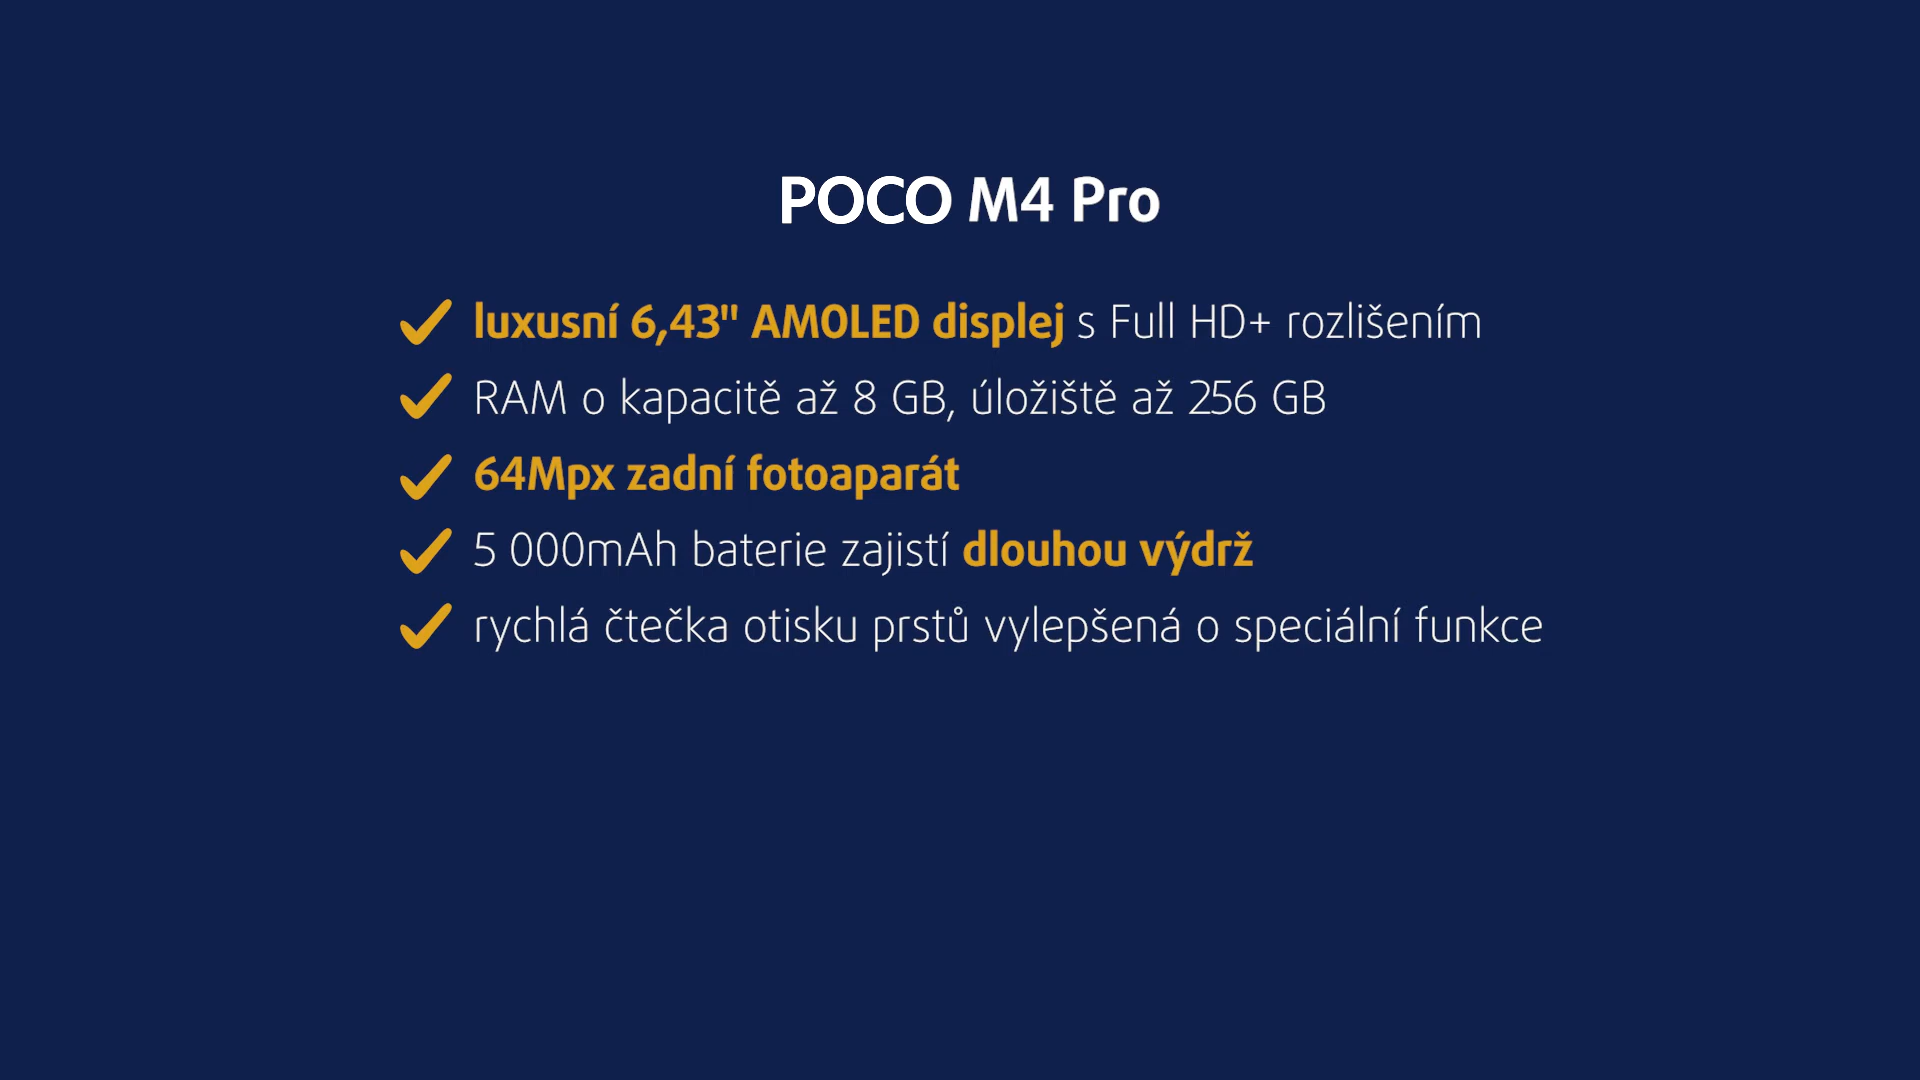 POCO M4 Pro
luxusní 6,43" AMOLED displej s Full HD+ rozlišením
RAM o kapacitě až 8 GB, úložiště až 256 GB
64Mpx zadní fotoaparát
5 000mAh baterie zajistí dlouhou výdrž
rychlá čtečka otisku prstů vylepšená o speciální funkce